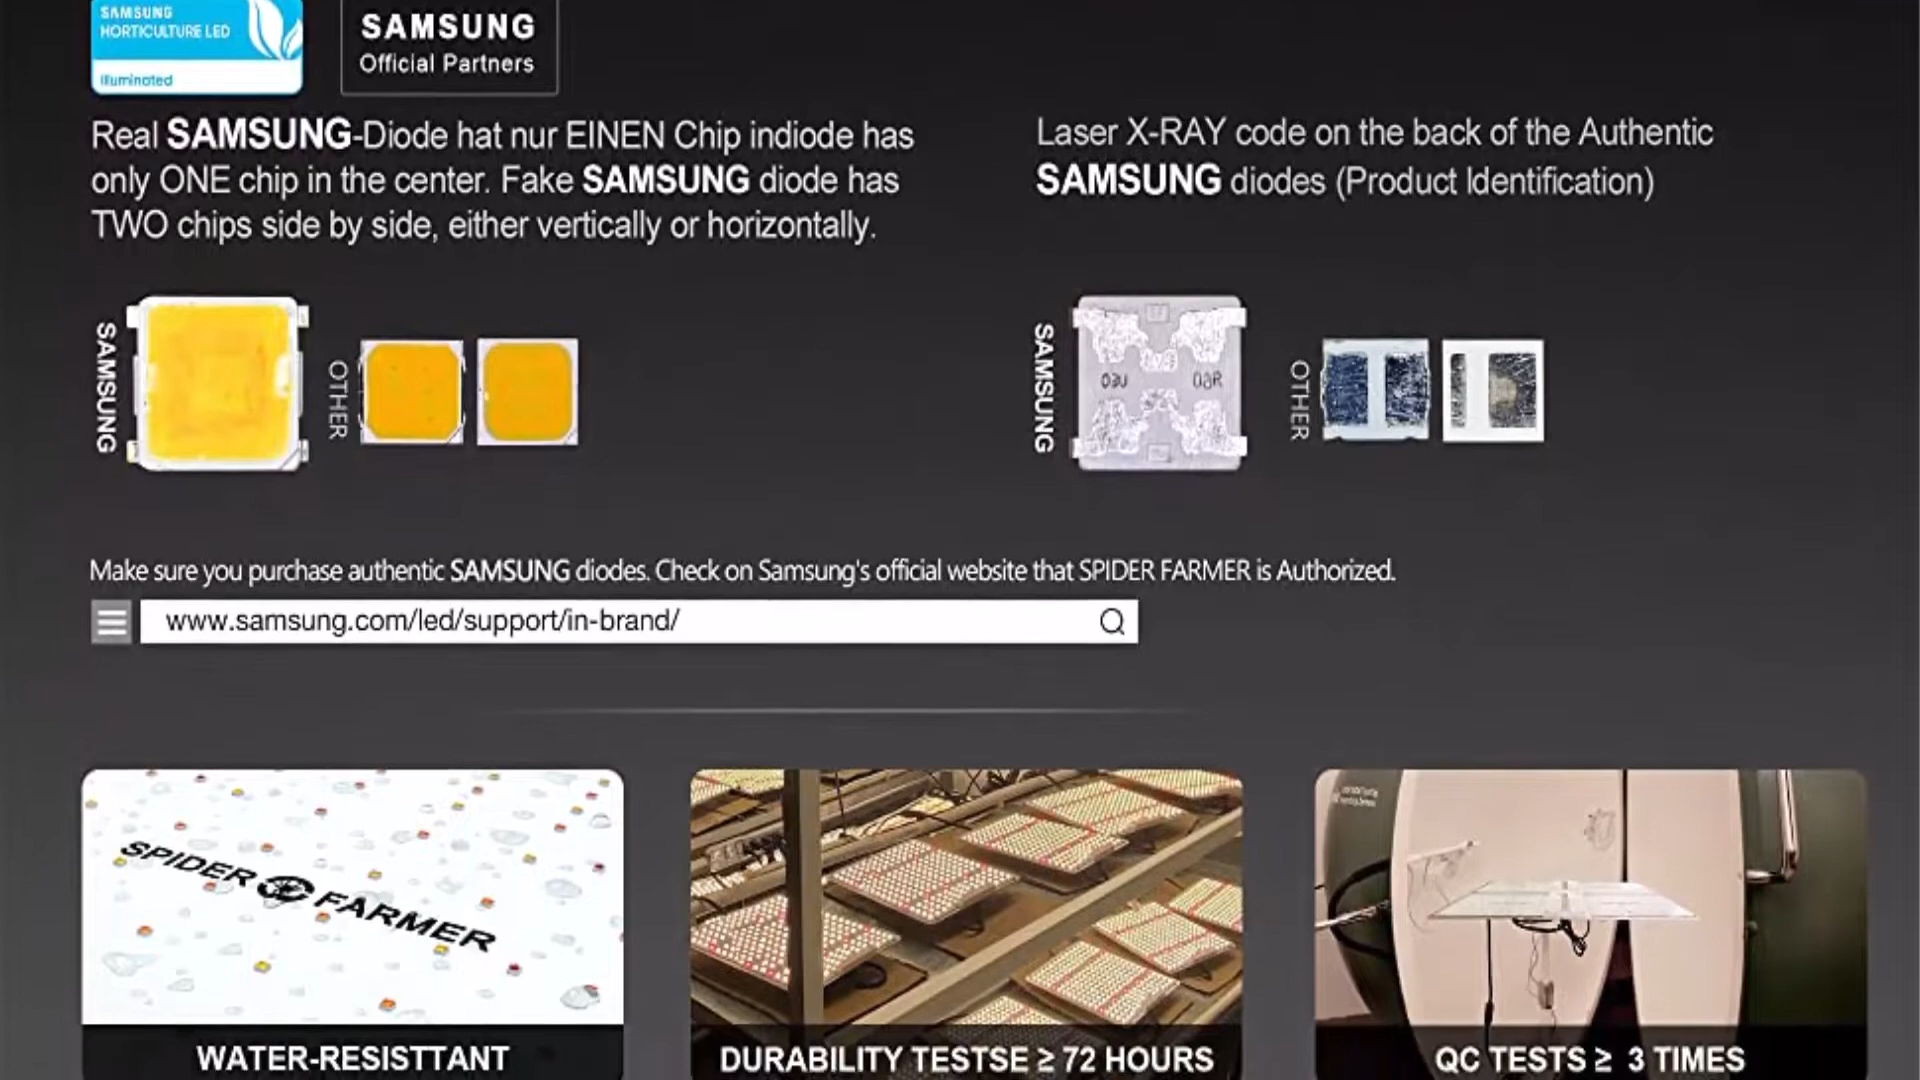 SAMSUNG
HORTICULTURE LED
illuminated
SAMSUNG
Official Partners
Real SAMSUNG-Diode hat nur EINEN Chip indiode has
only ONE chip in the center. Fake SAMSUNG diode has
TWO chips side by side, either vertically or horizontally.
Laser X-RAY code on the back of the Authentic
SAMSUNG diodes (Product Identification)
SAMSUNG
OTHER
SAMSUNG
OTHER
Make sure you purchase authentic SAMSUNG diodes. Check on Samsung's official website that SPIDER FARMER is Authorized.
www.samsung.com/led/support/in-brand/
SPIDER FARMER
WATER-RESISTTANT
DURABILITY TESTSE ≥ 72 HOURS
QC TESTS ≥ 3 TIMES